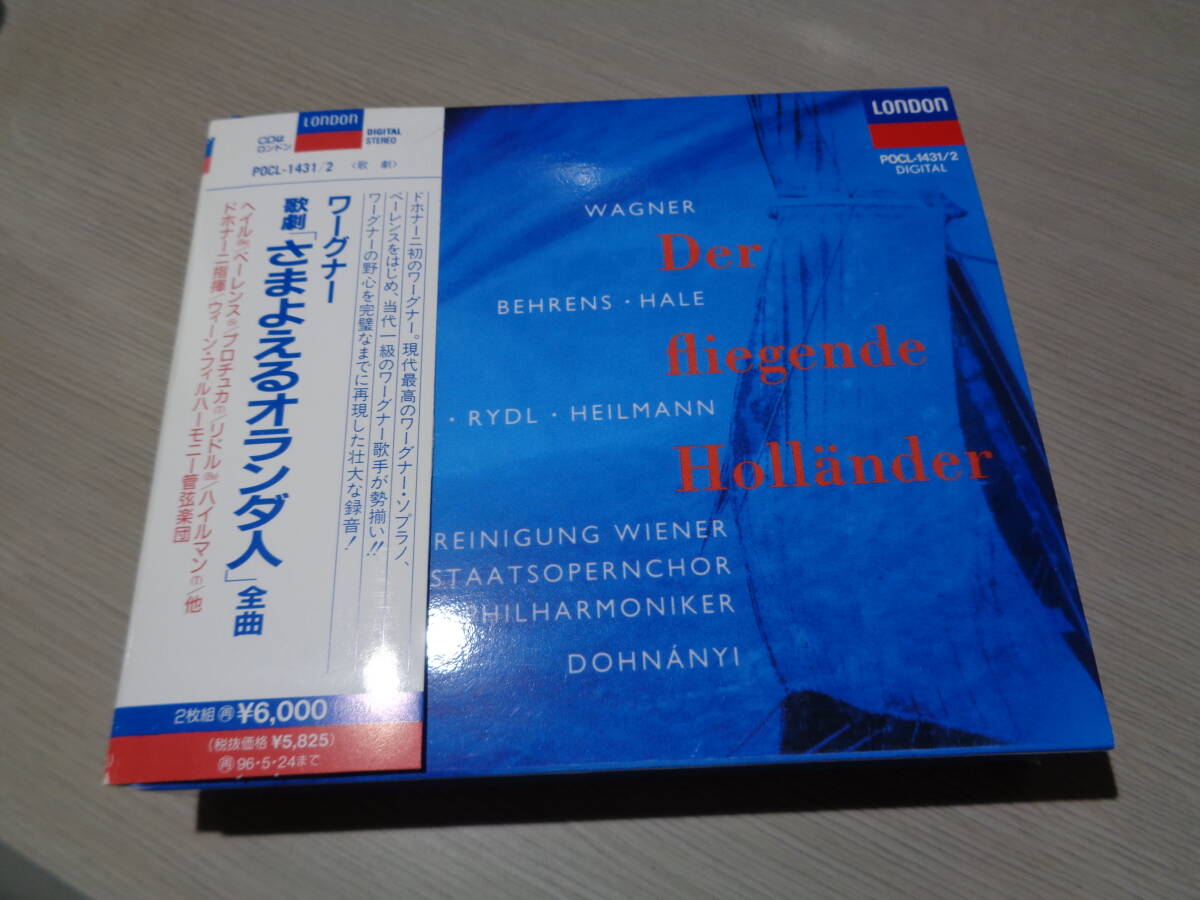 CD2 ロンドン
LONDON
DIGITAL
STEREO
POCL-1431/2 〈歌劇〉
ドホナーニ初のワーグナー。現代最高のワーグナー・ソプラノ、
ベーレンスをはじめ、当代一級のワーグナー歌手が勢揃い!!
ワーグナーの野心を完璧なまでに再現した壮大な録音!
ワーグナー
歌劇「さまよえるオランダ人」全曲
ヘイル(Br)/ベーレンス(S)/プロチュカ(T)/リドル(Bs)/ハイルマン(T)/他
ドホナーニ指揮/ウィーン・フィルハーモニー管弦楽団
2枚組 再 ¥6,000
(税抜価格 ¥5,825)
再 96・5・24まで
LONDON
POCL-1431/2
DIGITAL
WAGNER
Der
BEHRENS · HALE
fliegende
· RYDL · HEILMANN
Holländer
REINIGUNG WIENER
STAATSOPERNCHOR
PHILHARMONIKER
DOHNÁNYI